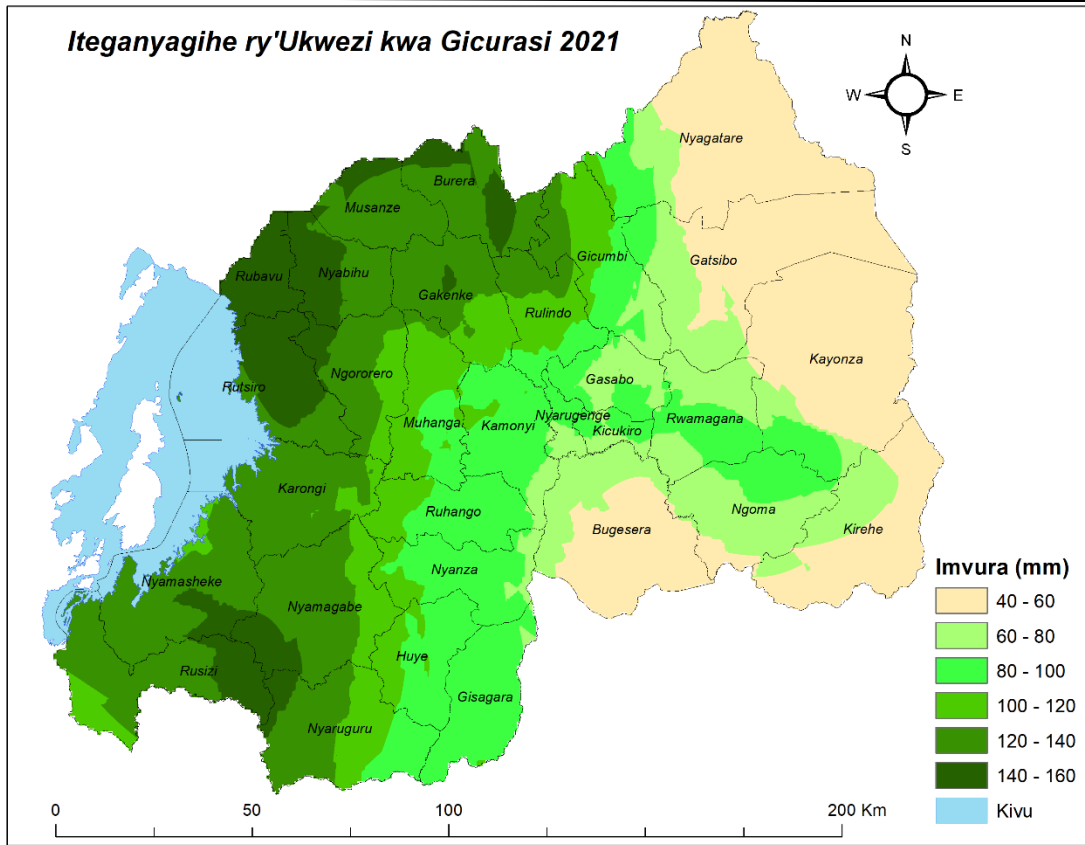 Iteganyagihe ry'Ukwezi kwa Gicurasi 2021
N
W E
S
Nyagatare
Burera
Musanze
Gicumbi
Gatsibo
Rubavu
Nyabihu
Gakenke
Rulindo
Kayonza
Rutsiro
Ngororero
Gasabo
Muhanga
Kamonyi
Nyarugenge
Kicukiro
Rwamagana
Karongi
Ruhango
Bugesera
Ngoma
Kirehe
Nyanza
Nyamasheke
Nyamagabe
Huye
Rusizi
Gisagara
Nyaruguru
Imvura (mm)
40 - 60
60 - 80
80 - 100
100 - 120
120 - 140
140 - 160
Kivu
0 50 100 200 Km